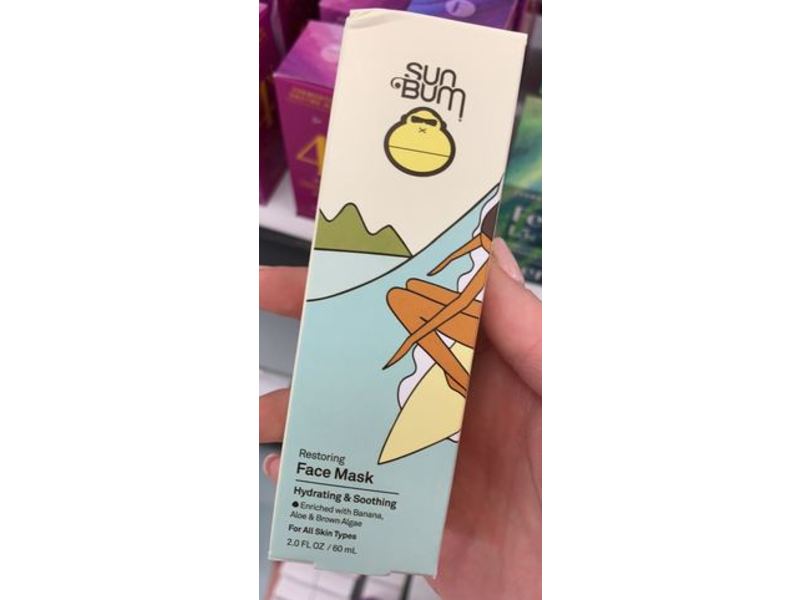 Sun
Bum
Restoring
Face Mask
Hydrating & Soothing
Enriched with Banana,
Aloe & Brown Algae
For All Skin Types
2.0 FL OZ / 60 mL
4